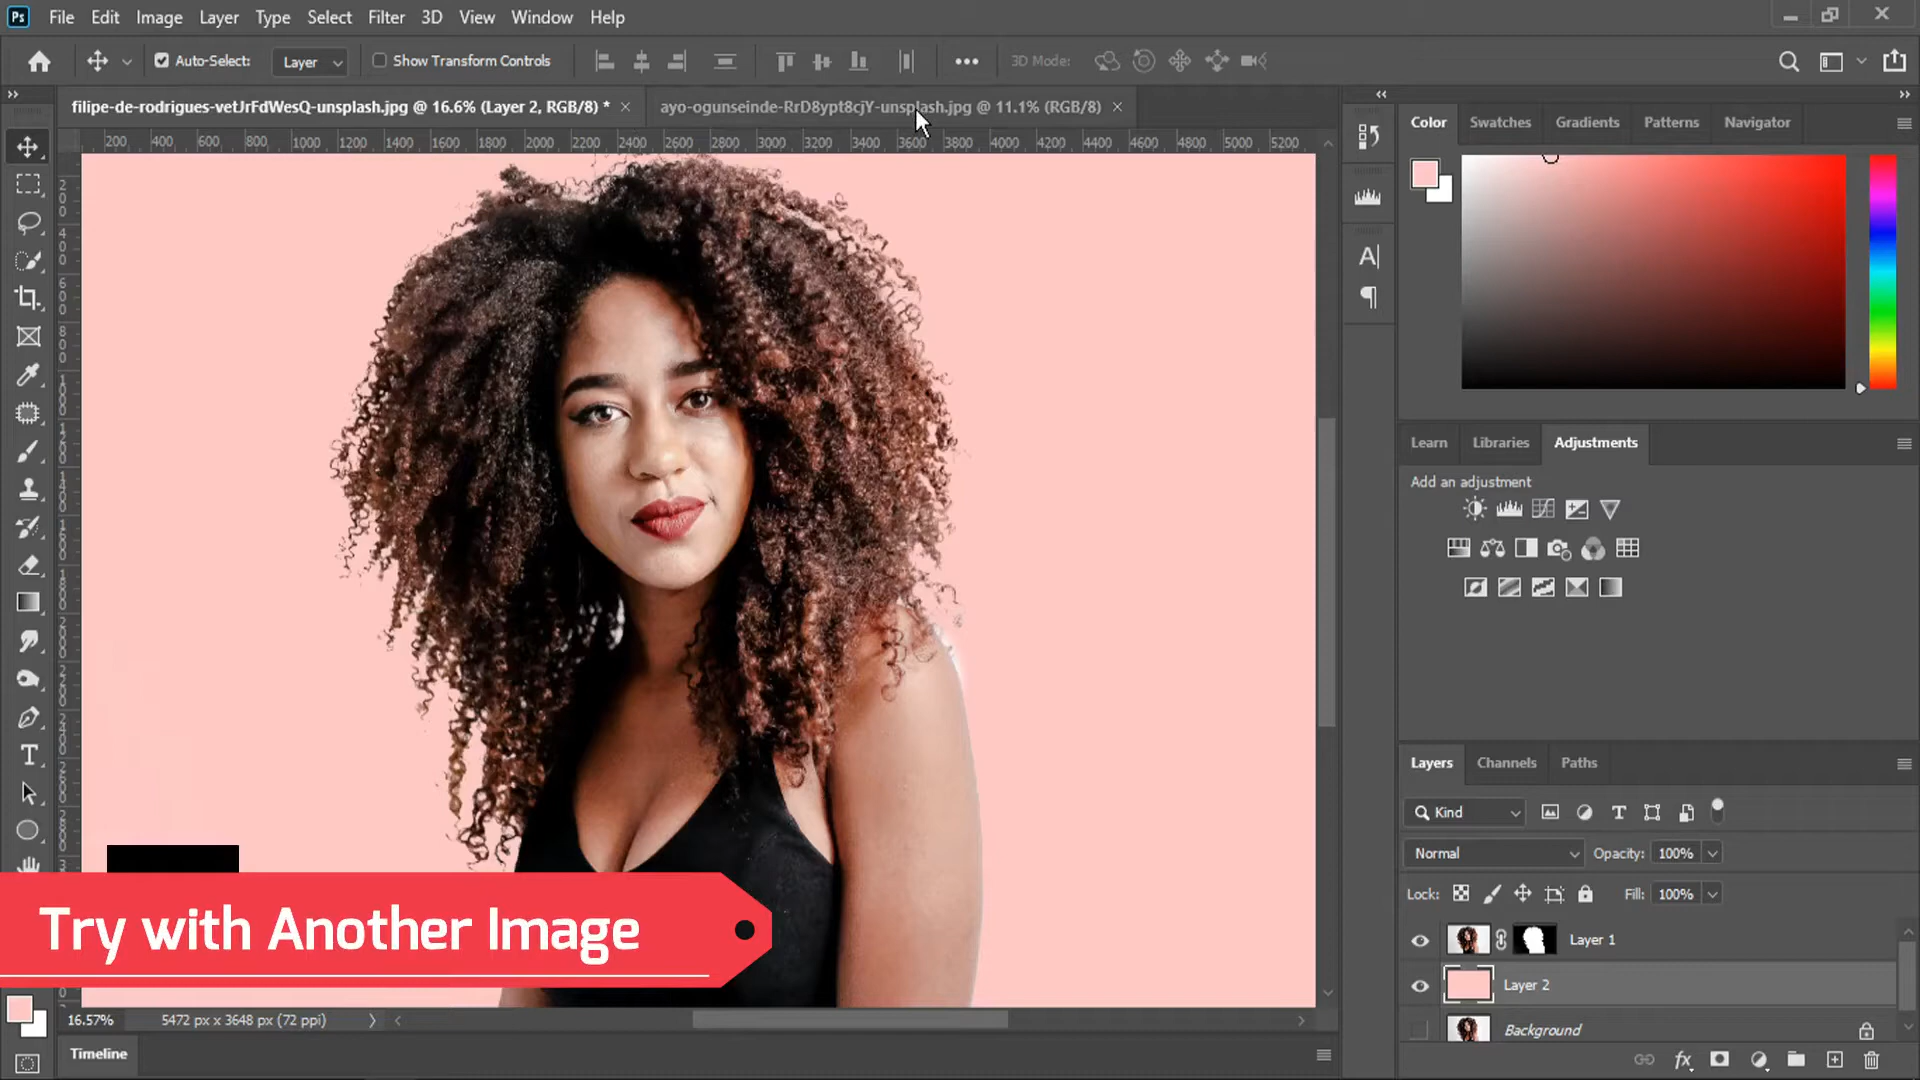 Ps File Edit Image Layer Type Select Filter 3D View Window Help
Auto-Select: Layer Show Transform Controls 3D Mode:
filipe-de-rodrigues-vetJrFdWesQ-unsplash.jpg @ 16.6% (Layer 2, RGB/8) * ayo-ogunseinde-RrD8ypt8cjY-unsplash.jpg @ 11.1% (RGB/8)
200 400 600 800 1000 1200 1400 1600 1800 2000 2200 2400 2600 2800 3000 3200 3400 3600 3800 4000 4200 4400 4600 4800 5000 5200
Color Swatches Gradients Patterns Navigator
Learn Libraries Adjustments
Add an adjustment
Layers Channels Paths
Kind
Normal Opacity: 100%
Lock: Fill: 100%
Layer 1
Layer 2
Background
Try with Another Image
16.57% 5472 px x 3648 px (72 ppi)
Timeline